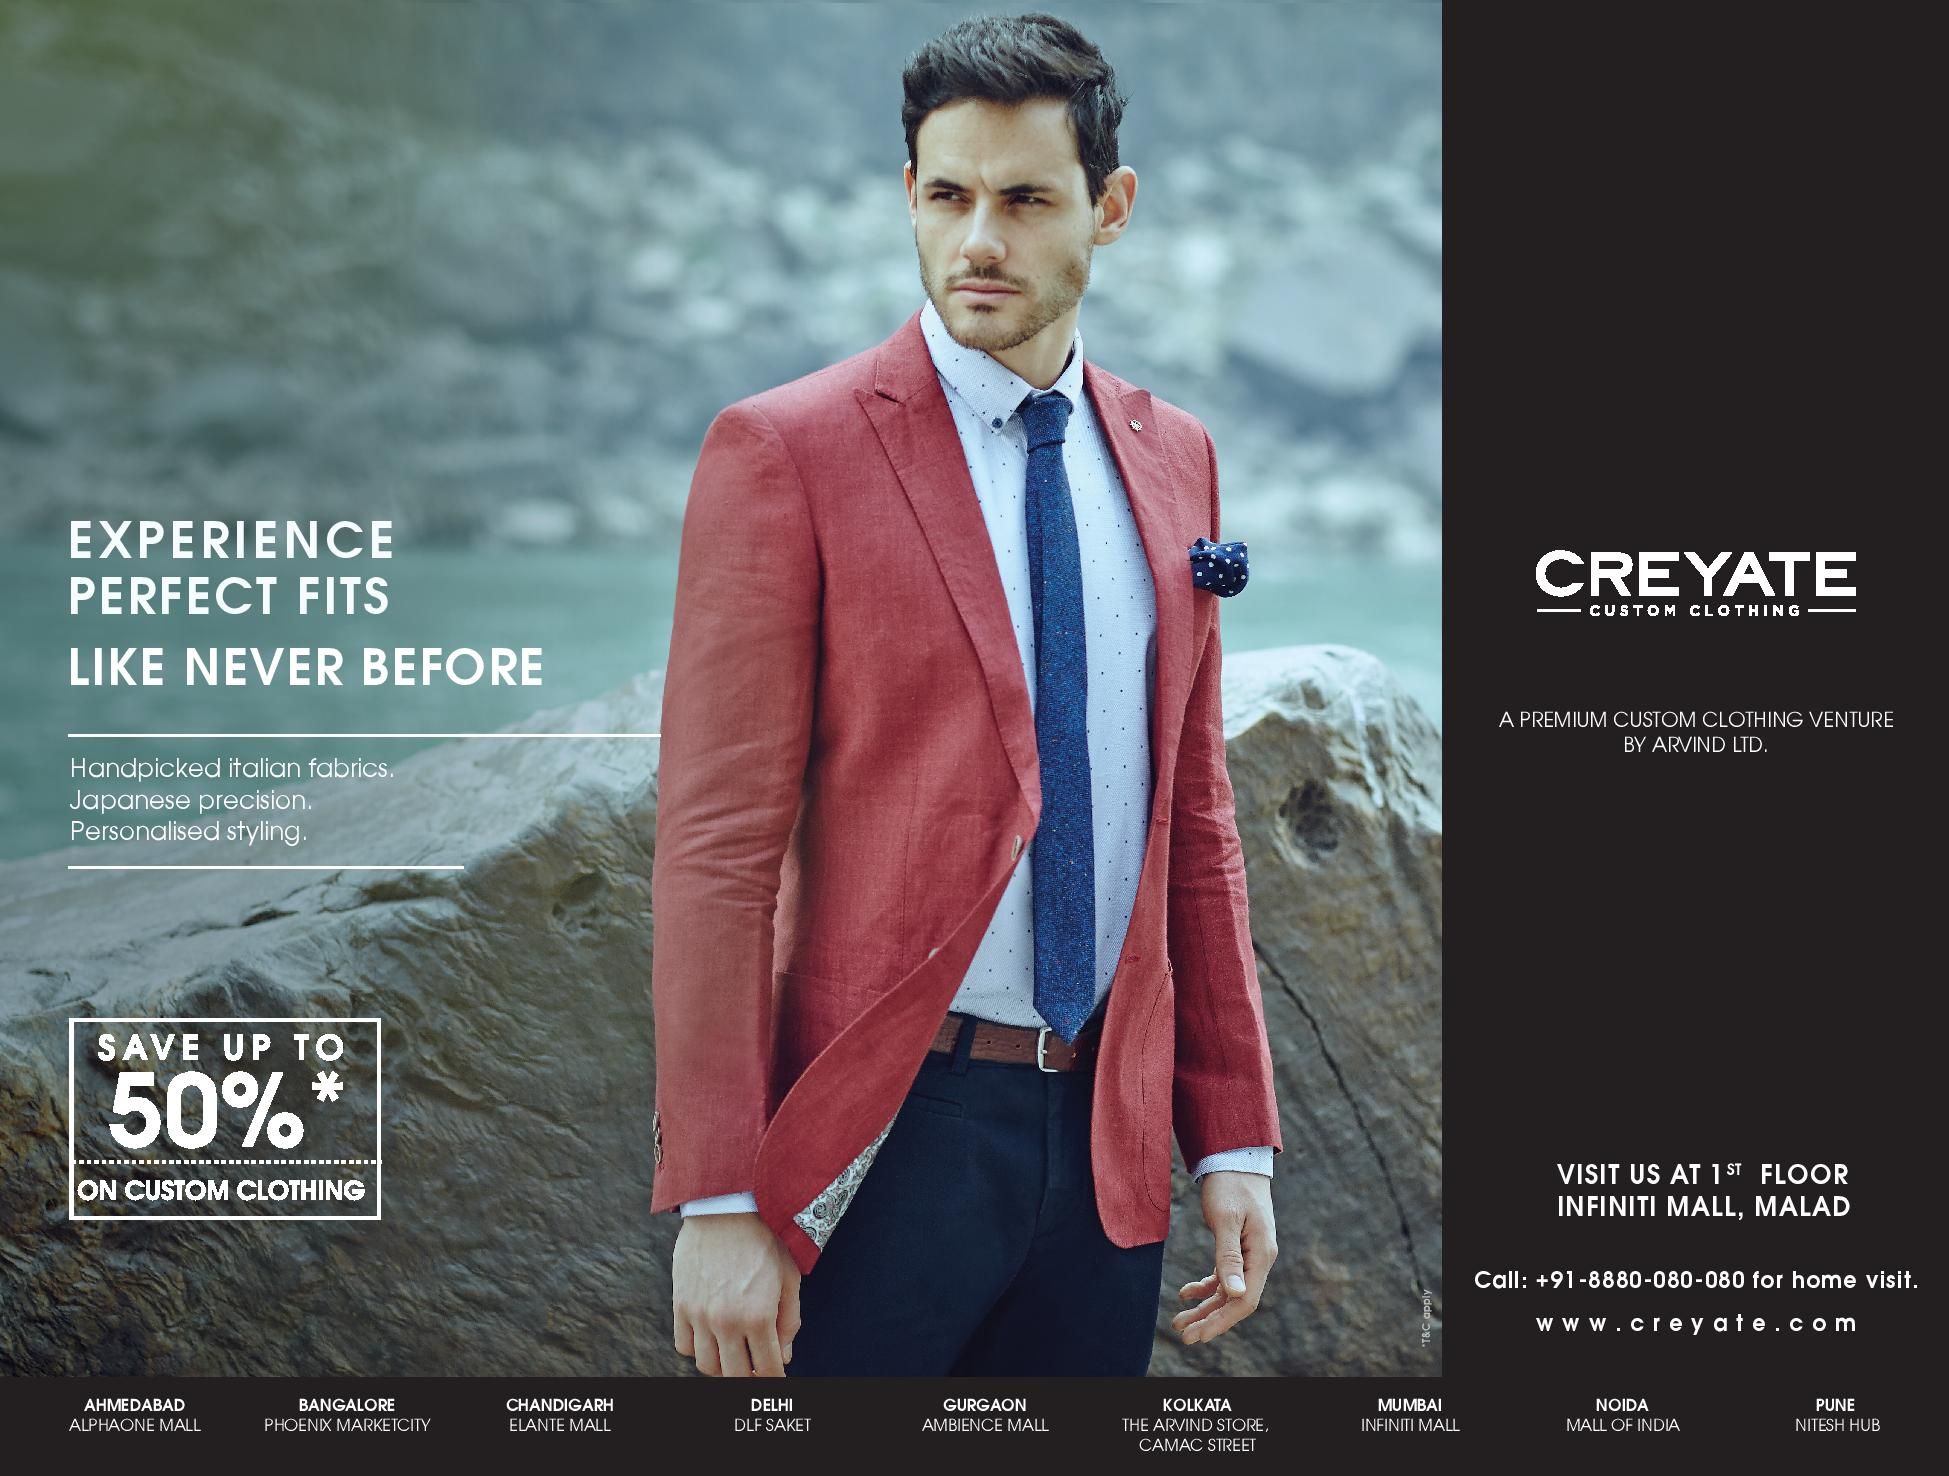 EXPERIENCE
PERFECT FITS
LIKE NEVER BEFORE
Handpicked italian fabrics.
Japanese precision.
Personalised styling.
SAVE UP TO
50%*
ON CUSTOM CLOTHING
*T&C apply
CREYATE
CUSTOM CLOTHING
A PREMIUM CUSTOM CLOTHING VENTURE
BY ARVIND LTD.
VISIT US AT 1ST FLOOR
INFINITI MALL, MALAD
Call: +91-8880-080-080 for home visit.
www.creyate.com
AHMEDABAD
ALPHAONE MALL
BANGALORE
PHOENIX MARKETCITY
CHANDIGARH
ELANTE MALL
DELHI
DLF SAKET
GURGAON
AMBIENCE MALL
KOLKATA
THE ARVIND STORE,
CAMAC STREET
MUMBAI
INFINITI MALL
NOIDA
MALL OF INDIA
PUNE
NITESH HUB